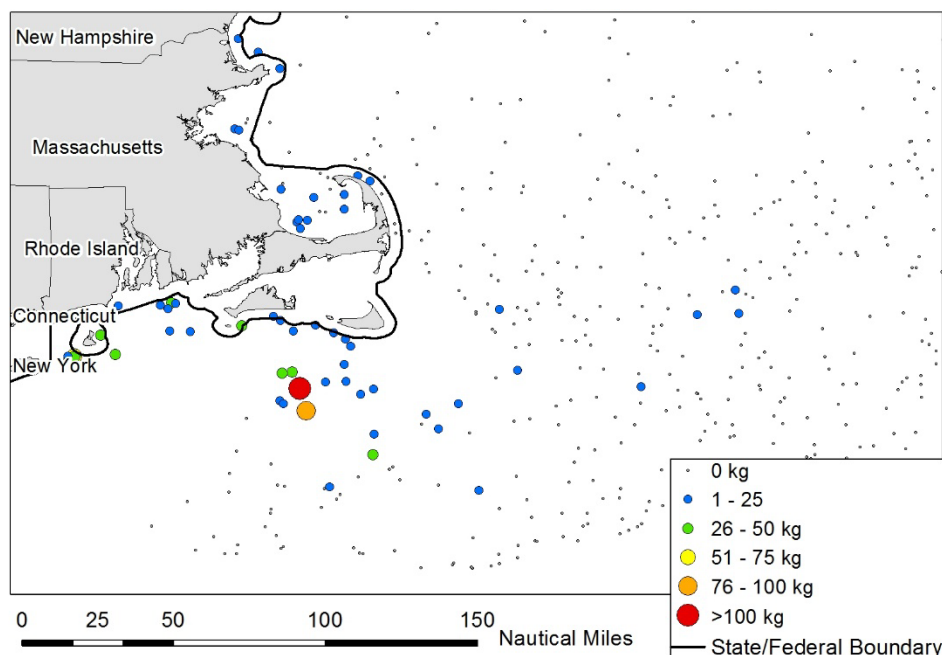 New Hampshire
Massachusetts
Rhode Island
Connecticut
New York
0 kg
1 - 25
26 - 50 kg
51 - 75 kg
76 - 100 kg
>100 kg
State/Federal Boundary
0 25 50 100 150
Nautical Miles